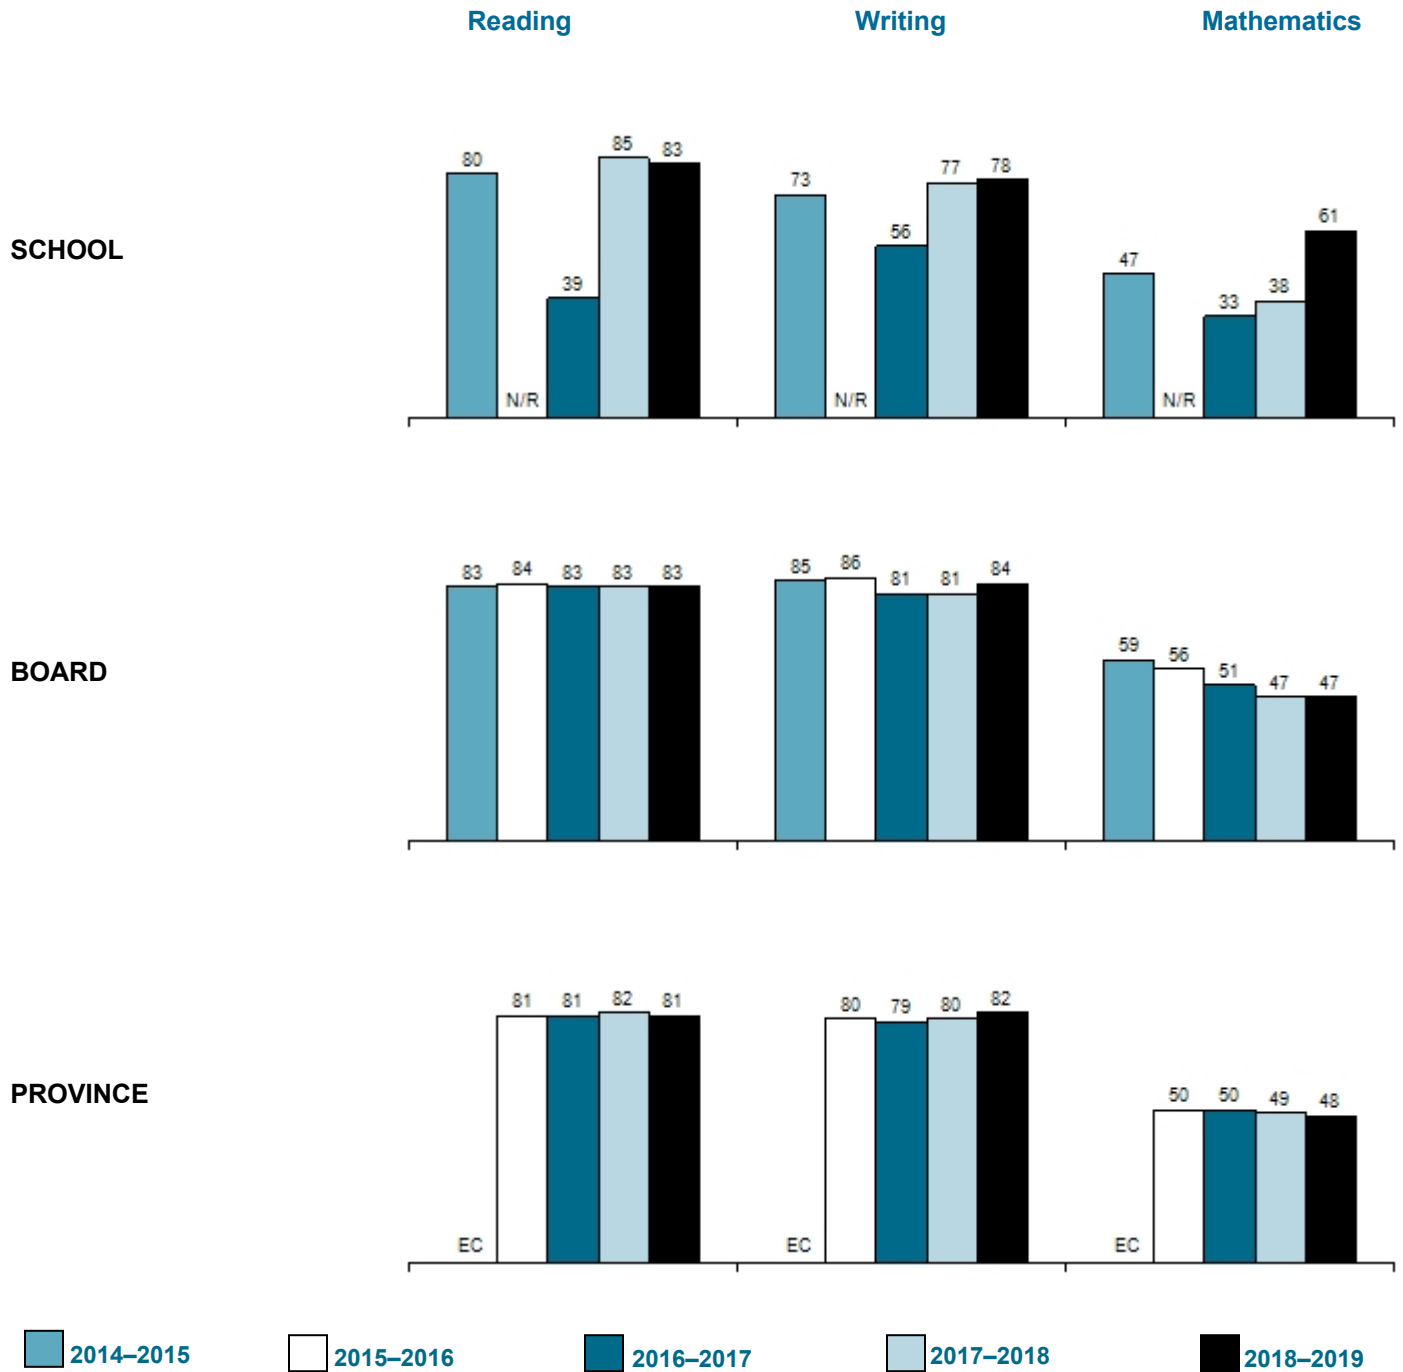 Reading Writing Mathematics
SCHOOL
80 N/R 39 85 83 73 N/R 56 77 78 47 N/R 33 38 61
BOARD
83 84 83 83 83 85 86 81 81 84 59 56 51 47 47
PROVINCE
EC 81 81 82 81 EC 80 79 80 82 EC 50 50 49 48
2014–2015 2015–2016 2016–2017 2017–2018 2018–2019